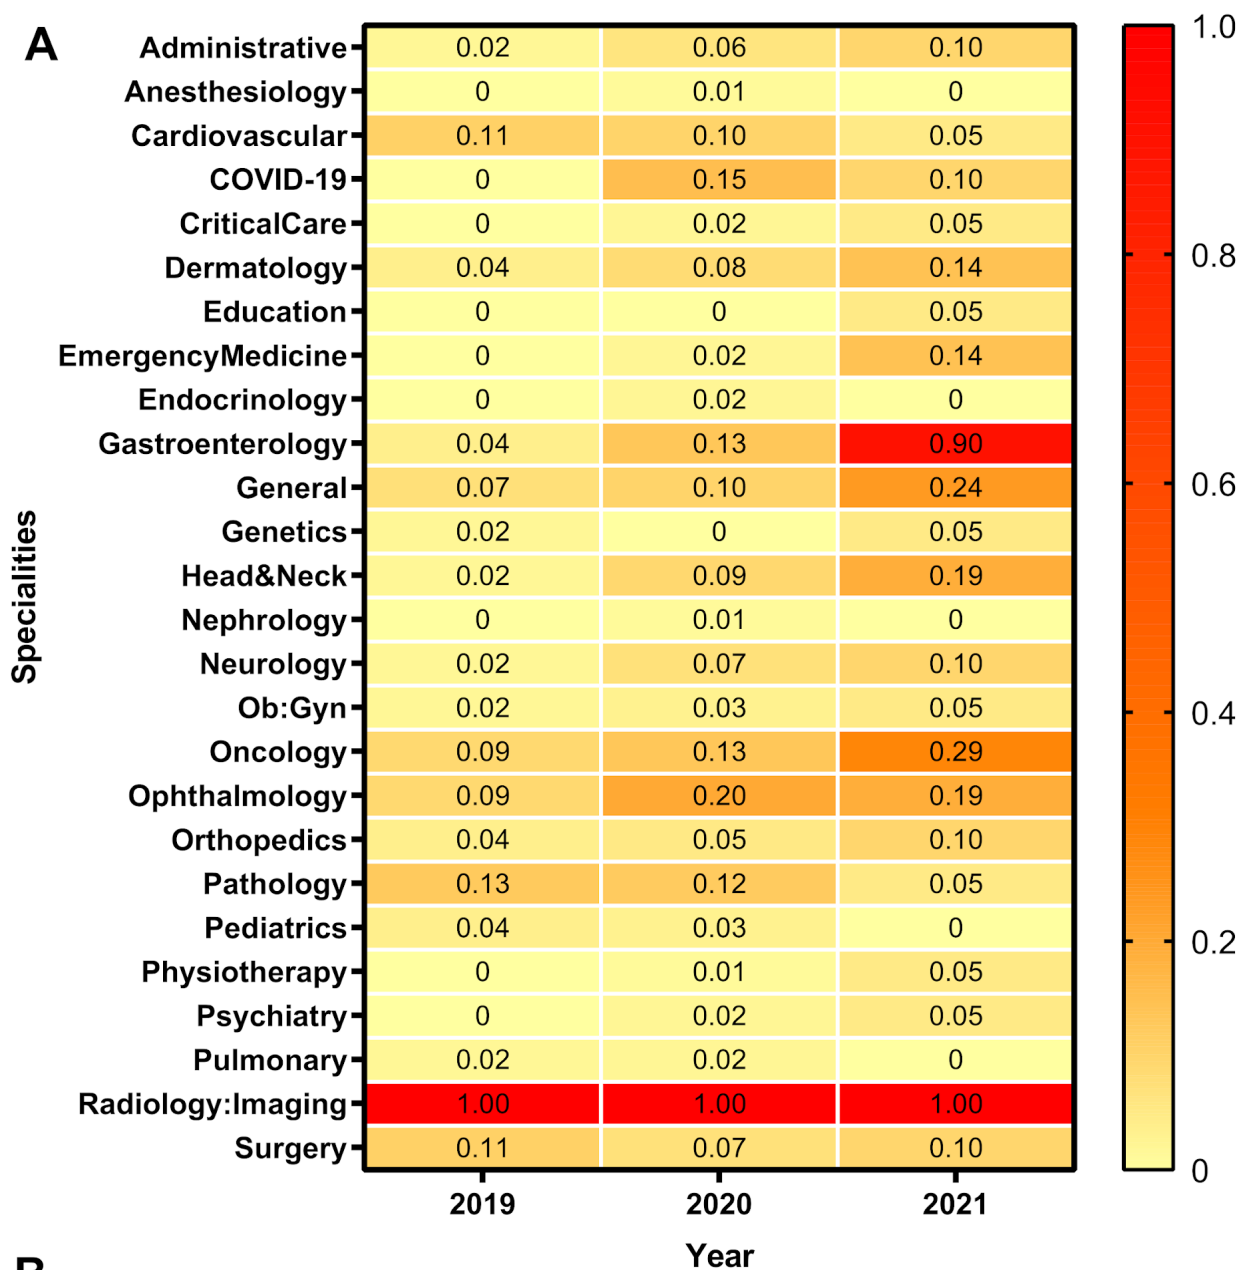 A
Administrative 0.02 0.06 0.10 1.0
Anesthesiology 0 0.01 0
Cardiovascular 0.11 0.10 0.05
COVID-19 0 0.15 0.10
CriticalCare 0 0.02 0.05
Dermatology 0.04 0.08 0.14 0.8
Education 0 0 0.05
EmergencyMedicine 0 0.02 0.14
Endocrinology 0 0.02 0
Gastroenterology 0.04 0.13 0.90
General 0.07 0.10 0.24 0.6
Genetics 0.02 0 0.05
Head&Neck 0.02 0.09 0.19
Nephrology 0 0.01 0
Neurology 0.02 0.07 0.10
Ob:Gyn 0.02 0.03 0.05 0.4
Oncology 0.09 0.13 0.29
Ophthalmology 0.09 0.20 0.19
Orthopedics 0.04 0.05 0.10
Pathology 0.13 0.12 0.05
Pediatrics 0.04 0.03 0 0.2
Physiotherapy 0 0.01 0.05
Psychiatry 0 0.02 0.05
Pulmonary 0.02 0.02 0
Radiology:Imaging 1.00 1.00 1.00
Surgery 0.11 0.07 0.10 0
Specialities
2019 2020 2021
Year